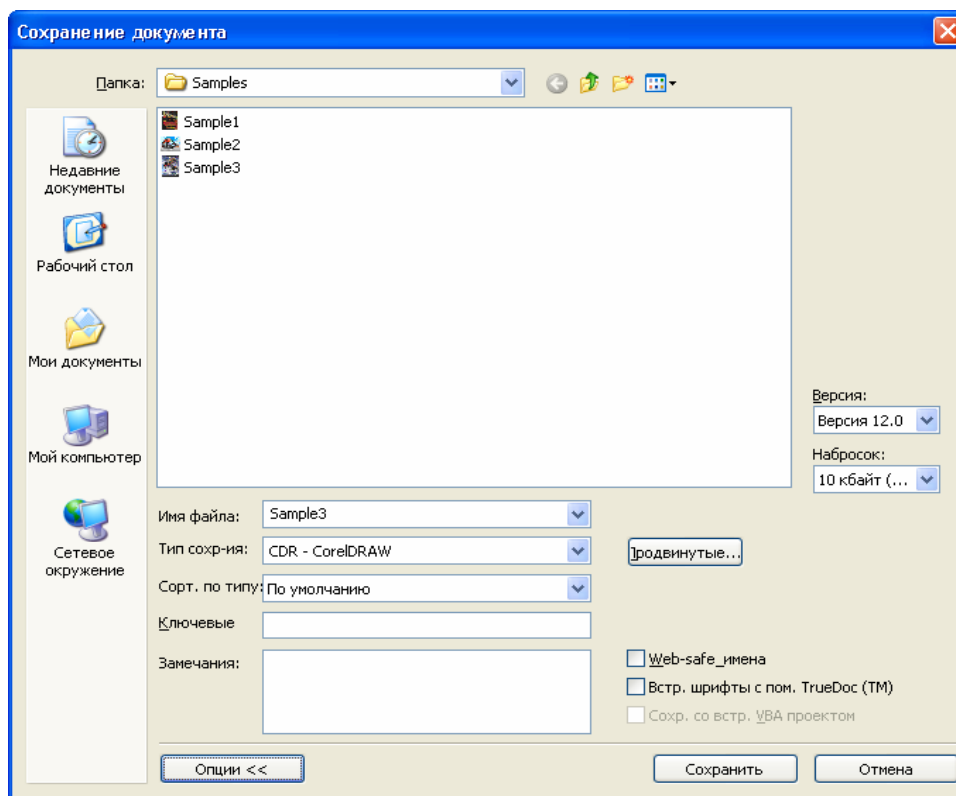 Сохранение документа
Папка: Samples
Sample1
Sample2
Sample3
Недавние
документы
Рабочий стол
Мои документы
Мой компьютер
Сетевое
окружение
Версия:
Версия 12.0
Набросок:
10 кбайт (...
Имя файла: Sample3
Тип сохр-ия: CDR - CorelDRAW
Продвинутые...
Сорт. по типу: По умолчанию
Ключевые
Замечания:
Web-safe_имена
Встр. шрифты с пом. TrueDoc (TM)
Сохр. со встр. VBA проектом
Опции <<
Сохранить
Отмена